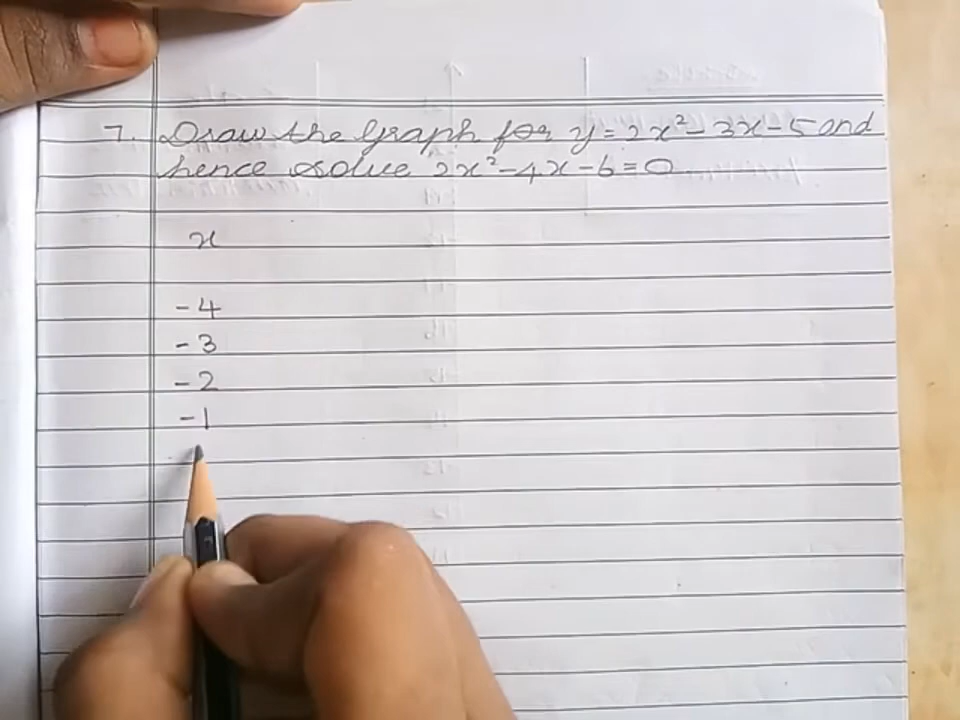 7. Draw the graph for y = 2x² - 3x - 5 and
hence solve 2x² - 4x - 6 = 0
x
-4
-3
-2
-1